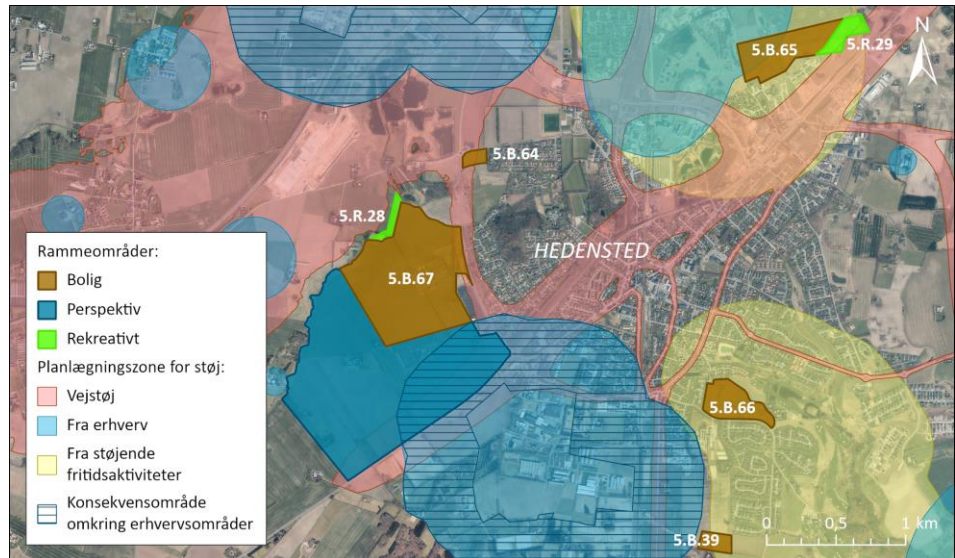 5.B.65
5.R.29
N
5.B.64
5.R.28
HEDENSTED
5.B.67
Rammeområder:
Bolig
Perspektiv
Rekreativt
Planlægningszone for støj:
Vejstøj
Fra erhverv
Fra støjende
fritidsaktiviteter
Konsekvensområde
omkring erhvervsområder
5.B.66
5.B.39
0 0,5 1 km